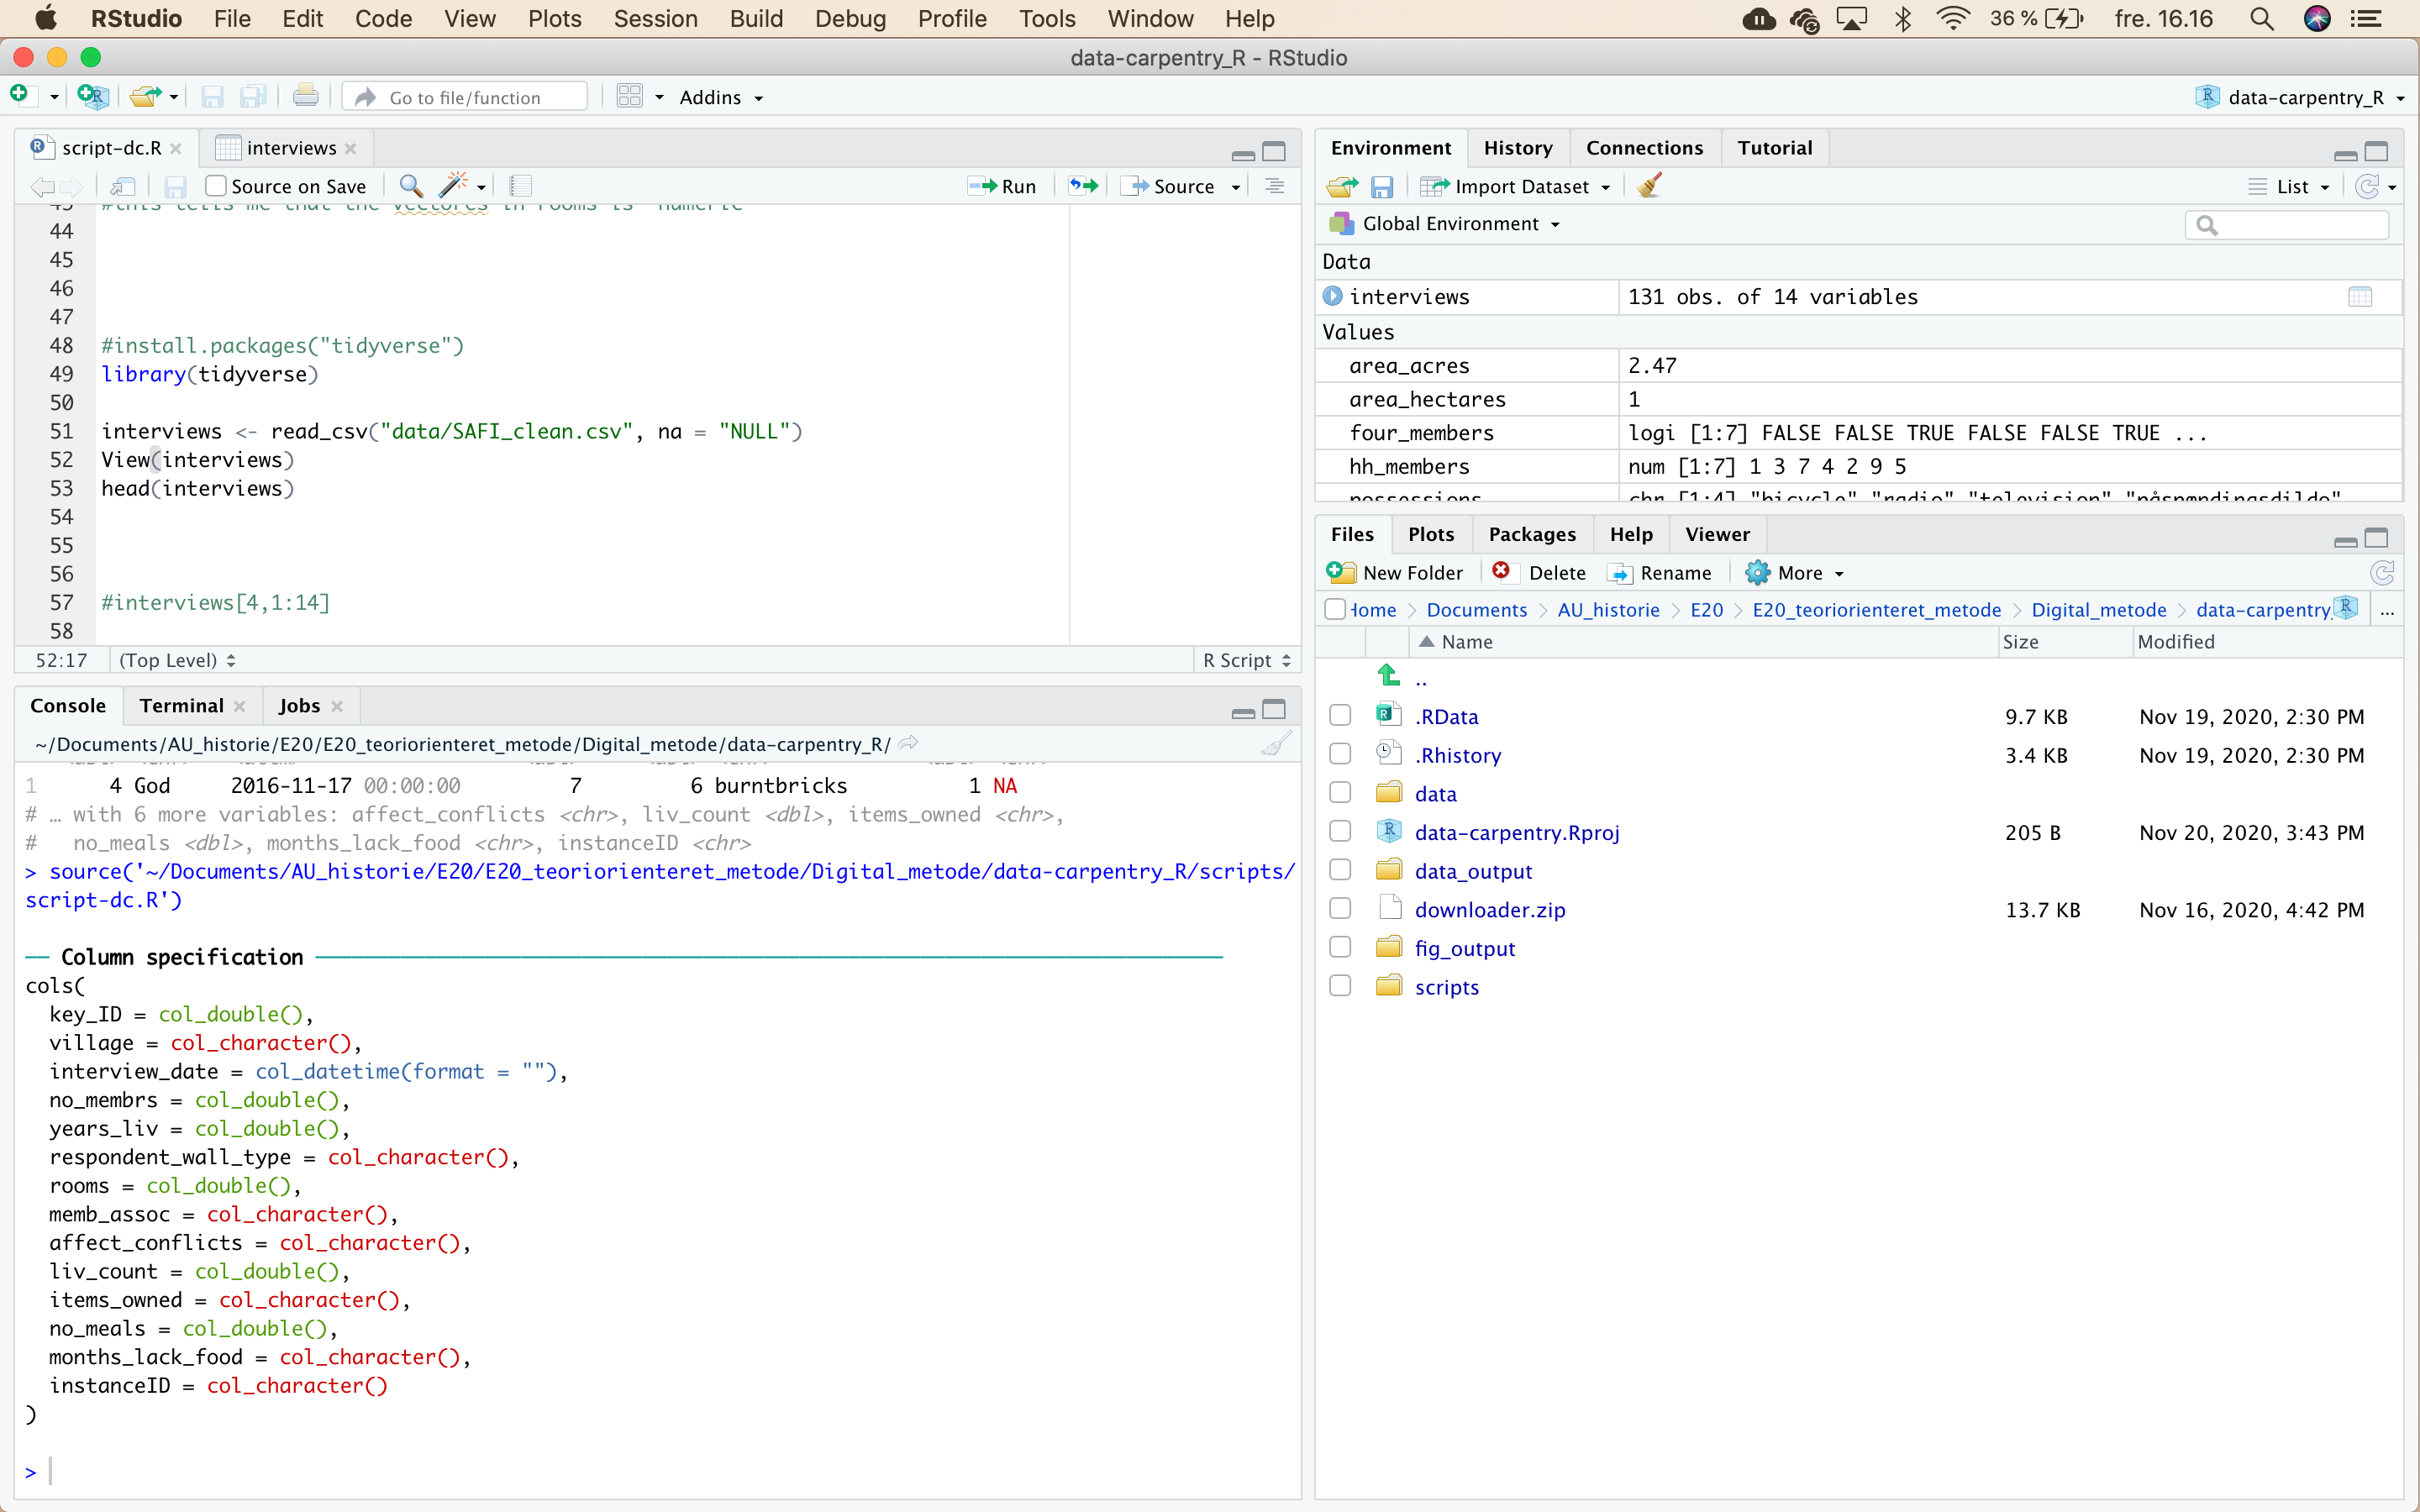 RStudio File Edit Code View Plots Session Build Debug Profile Tools Window Help 36 % fre. 16.16
data-carpentry_R - RStudio
Go to file/function Addins data-carpentry_R
script-dc.R interviews
Source on Save Run Source
44
45
46
47
48 #install.packages("tidyverse")
49 library(tidyverse)
50
51 interviews <- read_csv("data/SAFI_clean.csv", na = "NULL")
52 View(interviews)
53 head(interviews)
54
55
56
57 #interviews[4,1:14]
58
52:17 (Top Level) R Script
Console Terminal Jobs
~/Documents/AU_historie/E20/E20_teoriorienteret_metode/Digital_metode/data-carpentry_R/
1 4 God 2016-11-17 00:00:00 7 6 burntbricks 1 NA
# … with 6 more variables: affect_conflicts <chr>, liv_count <dbl>, items_owned <chr>,
# no_meals <dbl>, months_lack_food <chr>, instanceID <chr>
> source('~/Documents/AU_historie/E20/E20_teoriorienteret_metode/Digital_metode/data-carpentry_R/scripts/
script-dc.R')
── Column specification ──
cols(
key_ID = col_double(),
village = col_character(),
interview_date = col_datetime(format = ""),
no_membrs = col_double(),
years_liv = col_double(),
respondent_wall_type = col_character(),
rooms = col_double(),
memb_assoc = col_character(),
affect_conflicts = col_character(),
liv_count = col_double(),
items_owned = col_character(),
no_meals = col_double(),
months_lack_food = col_character(),
instanceID = col_character()
)
>
Environment History Connections Tutorial
Import Dataset List
Global Environment
Data
interviews 131 obs. of 14 variables
Values
area_acres 2.47
area_hectares 1
four_members logi [1:7] FALSE FALSE TRUE FALSE FALSE TRUE ...
hh_members num [1:7] 1 3 7 4 2 9 5
Files Plots Packages Help Viewer
New Folder Delete Rename More
Home > Documents > AU_historie > E20 > E20_teoriorienteret_metode > Digital_metode > data-carpentry ...
Name Size Modified
..
.RData 9.7 KB Nov 19, 2020, 2:30 PM
.Rhistory 3.4 KB Nov 19, 2020, 2:30 PM
data
data-carpentry.Rproj 205 B Nov 20, 2020, 3:43 PM
data_output
downloader.zip 13.7 KB Nov 16, 2020, 4:42 PM
fig_output
scripts